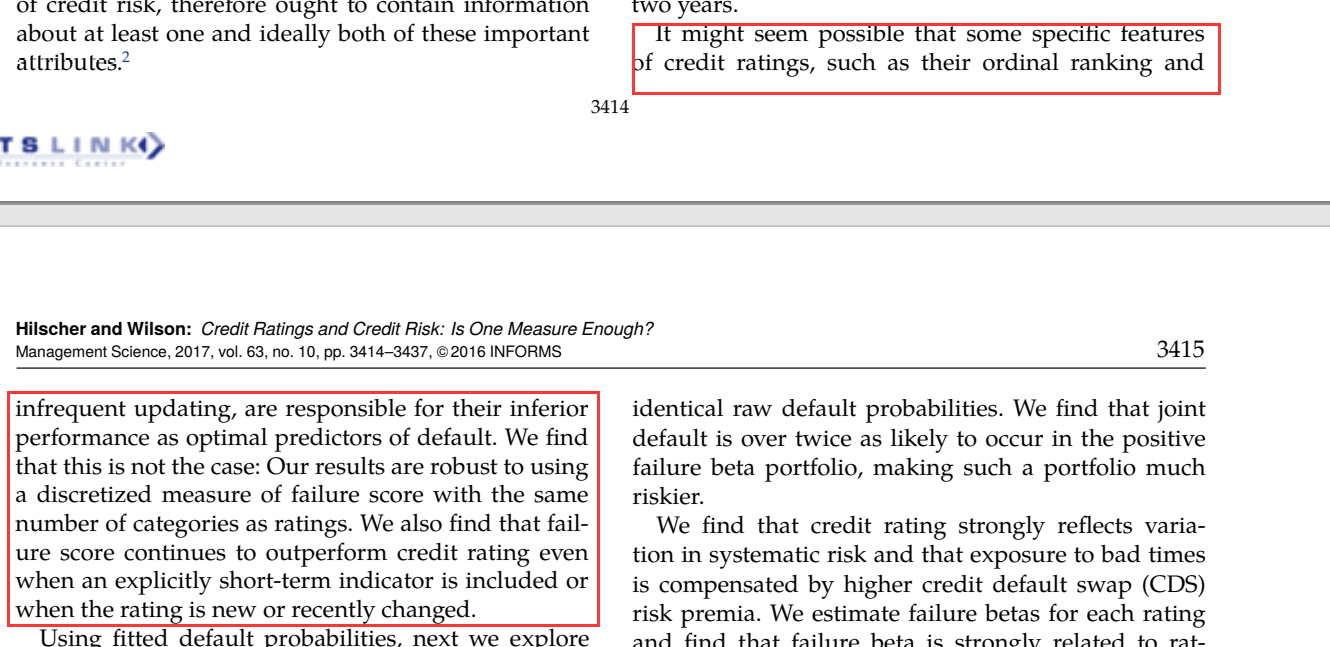 of credit risk, therefore ought to contain information
about at least one and ideally both of these important
attributes.2
two years.
It might seem possible that some specific features
of credit ratings, such as their ordinal ranking and
3414
T S L I N K
Hilscher and Wilson: Credit Ratings and Credit Risk: Is One Measure Enough?
Management Science, 2017, vol. 63, no. 10, pp. 3414–3437, © 2016 INFORMS
3415
infrequent updating, are responsible for their inferior
performance as optimal predictors of default. We find
that this is not the case: Our results are robust to using
a discretized measure of failure score with the same
number of categories as ratings. We also find that fail-
ure score continues to outperform credit rating even
when an explicitly short-term indicator is included or
when the rating is new or recently changed.
Using fitted default probabilities, next we explore
identical raw default probabilities. We find that joint
default is over twice as likely to occur in the positive
failure beta portfolio, making such a portfolio much
riskier.
We find that credit rating strongly reflects varia-
tion in systematic risk and that exposure to bad times
is compensated by higher credit default swap (CDS)
risk premia. We estimate failure betas for each rating
and find that failure beta is strongly related to rat-